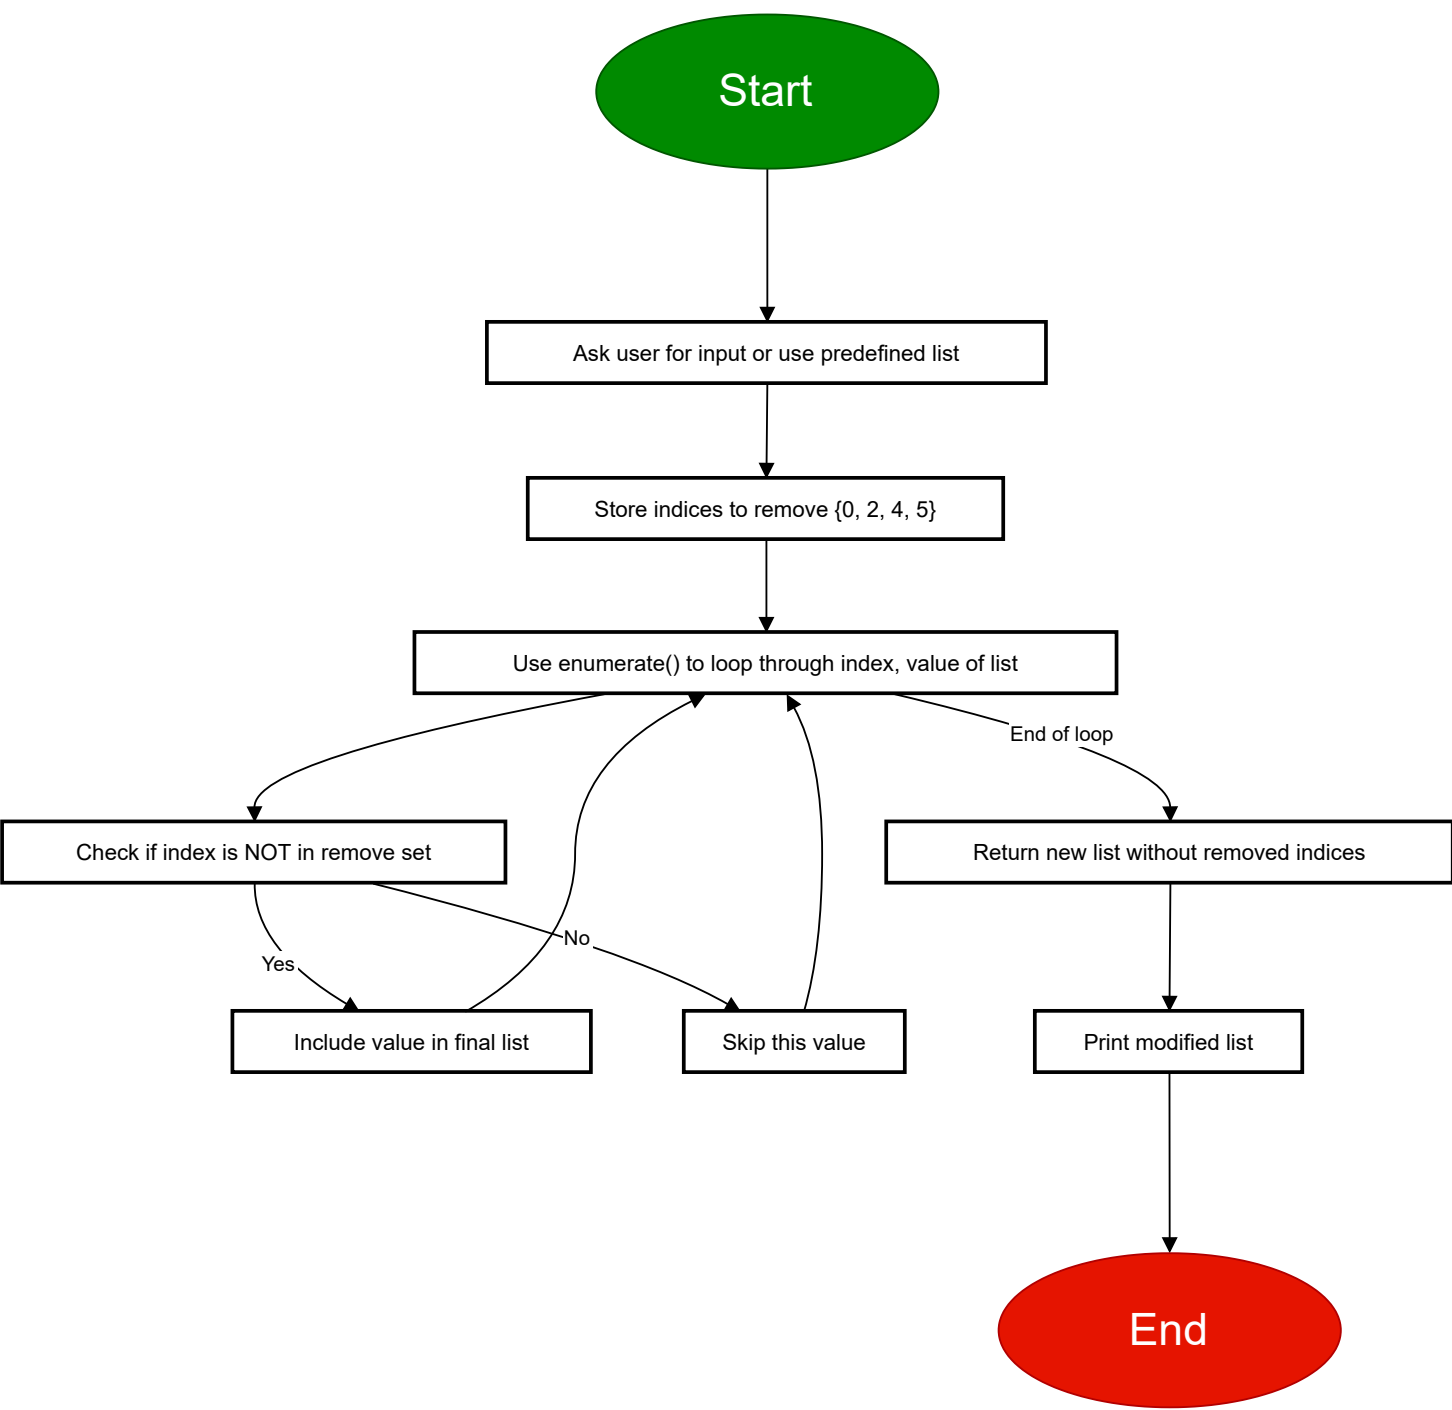 Start
Ask user for input or use predefined list
Store indices to remove {0, 2, 4, 5}
Use enumerate() to loop through index, value of list
End of loop
Check if index is NOT in remove set
Return new list without removed indices
No
Yes
Include value in final list
Skip this value
Print modified list
End